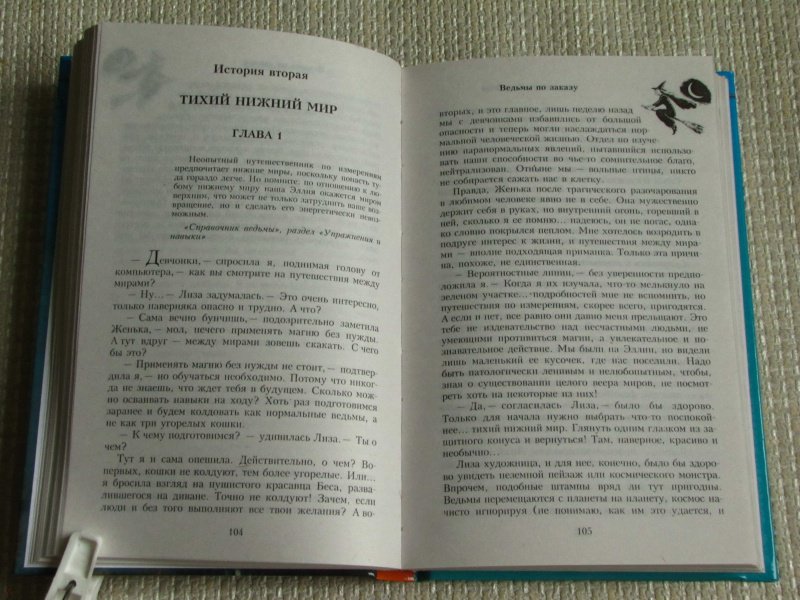 История вторая
ТИХИЙ НИЖНИЙ МИР
ГЛАВА 1
Неопытный путешественник по измерениям
предпочитает нижние миры, поскольку попасть ту-
да гораздо легче. Но помните: по отношению к лю-
бому нижнему миру наша Эллия окажется миром
верхним, что может не только затруднить ваше воз-
вращение, но и сделать его энергетически невоз-
можным.
«Справочник ведьмы», раздел «Упражнения и
навыки»
— Девчонки, — спросила я, поднимая голову от
компьютера, — как вы смотрите на путешествия между
мирами?
— Ну... — Лиза задумалась. — Это очень интересно,
только наверняка опасно и трудно. А что?
— Сама вечно бунчишь, — подозрительно заметила
Женька, — мол, нечего применять магию без нужды.
А тут вдруг — между мирами зовешь скакать. С чего
бы это?
— Применять магию без нужды не стоит, — подтвер-
дила я, — но обучаться необходимо. Потому что никог-
да не знаешь, что ждет тебя в будущем. Сколько мож-
но осваивать навыки на ходу? Хоть раз подготовимся
заранее и будем колдовать как нормальные ведьмы, а
не как три угорелых кошки.
— К чему подготовимся? — удивилась Лиза. — Ты о
чем?
Тут я и сама опешила. Действительно, о чем? Во-
первых, кошки не колдуют, тем более угорелые. Или...
я бросила взгляд на пушистого красавца Беса, разва-
лившегося на диване. Точно не колдуют! Зачем, если
люди и без того выполняют все твои желания? А во-
104
Ведьмы по заказу
вторых, и это главное, лишь неделю назад
мы с девчонками избавились от большой
опасности и теперь могли наслаждаться нор-
мальной человеческой жизнью. Отдел по изуче-
нию паранормальных явлений, пытавшийся использо-
вать наши способности во чье-то сомнительное благо,
нейтрализован. Отныне мы — вольные птицы, никто
не собирается сажать нас в клетку.
Правда, Женька после трагического разочарования
в любимом человеке явно не в себе. Она мужественно
держит себя в руках, но внутренний огонь, горевший в
ней, сколько я ее помню... надеюсь, он не погас, одна-
ко словно покрылся пеплом. Мне хотелось возродить в
подруге интерес к жизни, и путешествия между мира-
ми — вполне подходящая приманка. Только эта причи-
на, похоже, не единственная.
— Вероятностные линии, — без уверенности предпо-
ложила я. — Когда я их изучала, что-то мелькнуло на
зеленом участке... подробностей мне не вспомнить, но
путешествия по измерениям, скорее всего, пригодятся.
А если и нет, все равно они давно меня прельщают. Это
тебе не издевательство над несчастными людьми, не
умеющими противиться магии, а увлекательное и по-
знавательное действие. Мы были на Эллии, но видели
лишь маленький ее кусочек, где нас поселили. Надо
быть патологически ленивым и нелюбопытным, чтобы,
зная о существовании целого веера миров, не посмот-
реть хоть на некоторые из них!
— Да, — согласилась Лиза, — было бы здорово.
Только для начала нужно выбрать что-то поспокой-
нее... тихий нижний мир. Глянуть одним глазком из за-
щитного конуса и вернуться! Там, наверное, красиво и
необычно...
Лиза художница, и для нее, конечно, было бы здоро-
во увидеть неземной пейзаж или космического монстра.
Впрочем, подобные штампы вряд ли тут пригодны.
Ведьмы перемещаются с планеты на планету, космос на-
чисто игнорируя (не понимаю, как им это удается, и
105